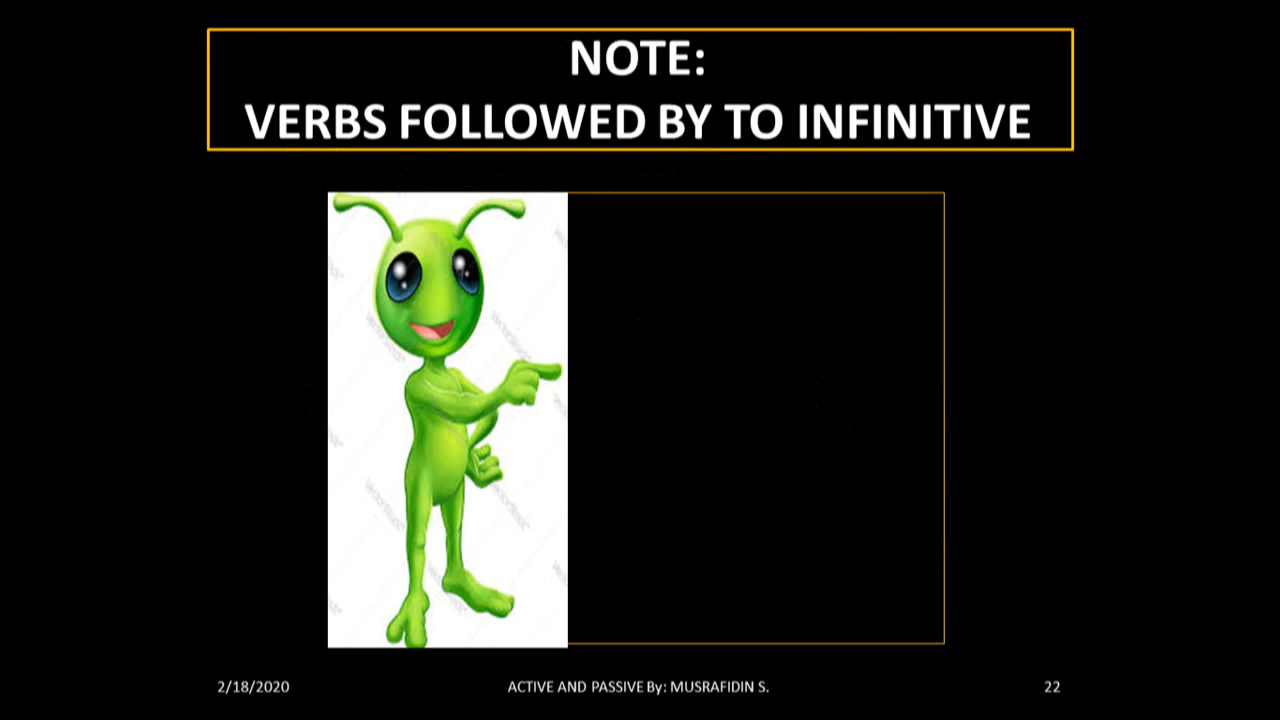 NOTE:
VERBS FOLLOWED BY TO INFINITIVE
2/18/2020
ACTIVE AND PASSIVE By: MUSRAFIDIN S.
22